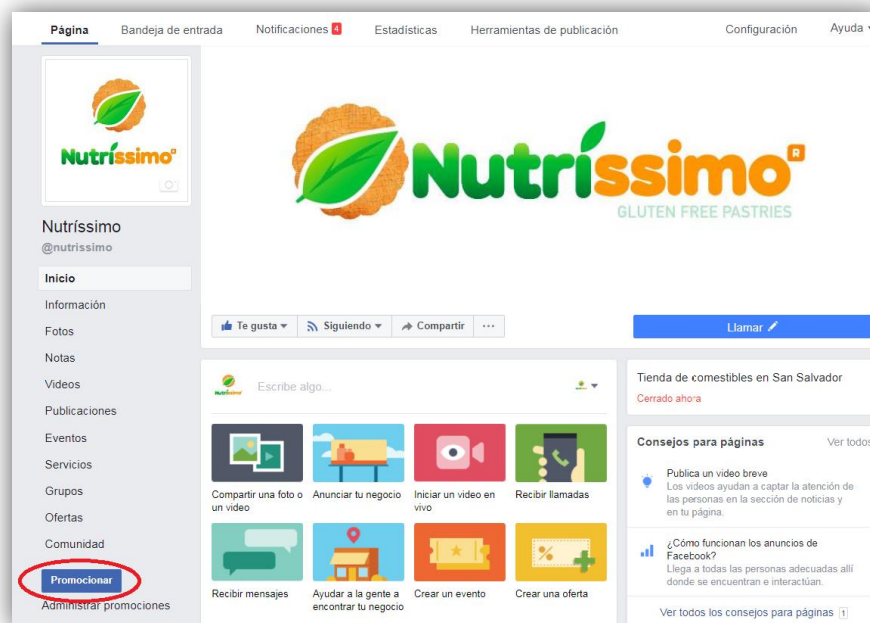 Página Bandeja de entrada Notificaciones 4 Estadísticas Herramientas de publicación Configuración Ayuda
Nutríssimo R
Nutríssimo
@nutrissimo
Inicio
Información
Fotos
Notas
Videos
Publicaciones
Eventos
Servicios
Grupos
Ofertas
Comunidad
Promocionar
Administrar promociones
Nutríssimo R
GLUTEN FREE PASTRIES
Te gusta Siguiendo Compartir ... Llamar
Escribe algo...
Compartir una foto o
un video
Anunciar tu negocio
Iniciar un video en
vivo
Recibir llamadas
Recibir mensajes
Ayudar a la gente a
encontrar tu negocio
Crear un evento
Crear una oferta
Tienda de comestibles en San Salvador
Cerrado ahora
Consejos para páginas Ver todos
Publica un video breve
Los videos ayudan a captar la atención de
las personas en la sección de noticias y
en tu página.
¿Cómo funcionan los anuncios de
Facebook?
Llega a todas las personas adecuadas allí
donde se encuentran e interactúan.
Ver todos los consejos para páginas 1